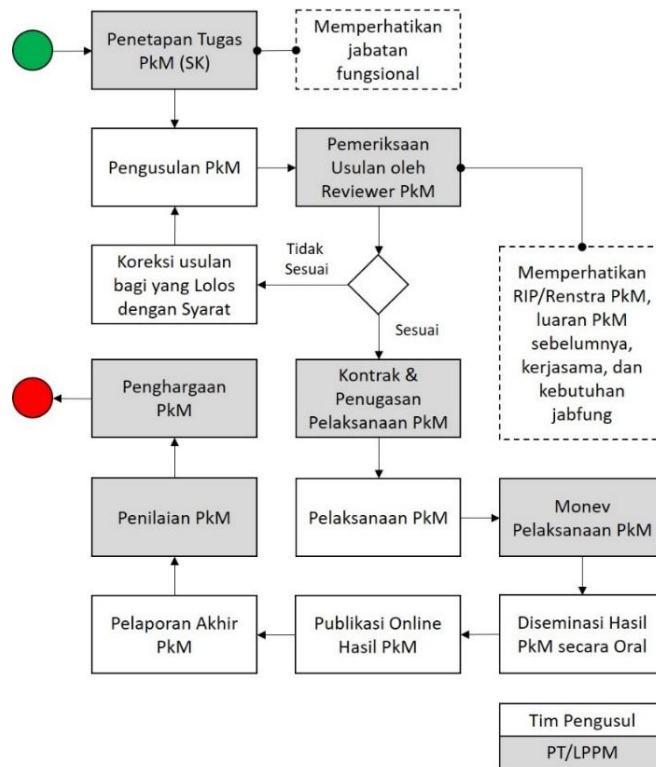 Penetapan Tugas
PkM (SK)
Memperhatikan
jabatan
fungsional
Pengusulan PkM
Pemeriksaan
Usulan oleh
Reviewer PkM
Koreksi usulan
bagi yang Lolos
dengan Syarat
Tidak
Sesuai
Sesuai
Memperhatikan
RIP/Renstra PkM,
luaran PkM
sebelumnya,
kerjasama, dan
kebutuhan
jabfung
Penghargaan
PkM
Kontrak &
Penugasan
Pelaksanaan PkM
Penilaian PkM
Pelaksanaan PkM
Monev
Pelaksanaan PkM
Pelaporan Akhir
PkM
Publikasi Online
Hasil PkM
Diseminasi Hasil
PkM secara Oral
Tim Pengusul
PT/LPPM